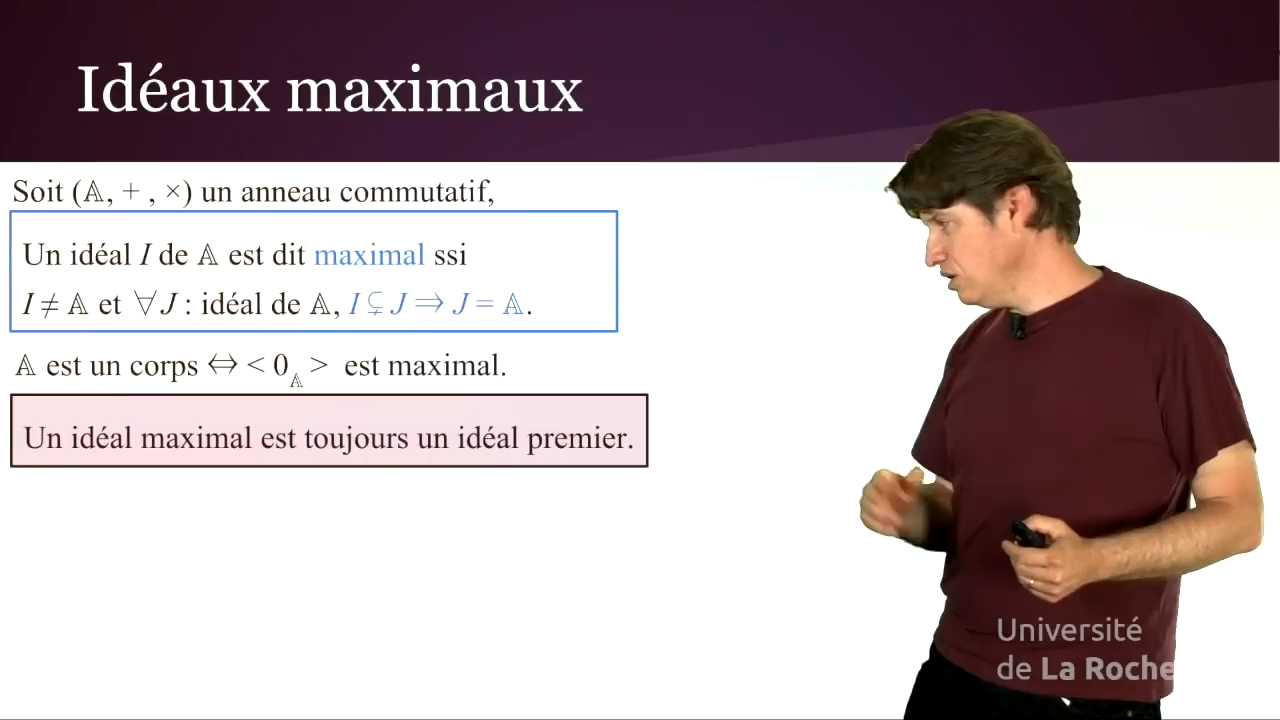 Idéaux maximaux
Soit (𝔸, + , ×) un anneau commutatif,
Un idéal I de 𝔸 est dit maximal ssi
I ≠ 𝔸 et ∀J : idéal de 𝔸, I ⊊ J ⇒ J = 𝔸.
𝔸 est un corps ⇔ < 0_𝔸 > est maximal.
Un idéal maximal est toujours un idéal premier.
Université
de La Roche